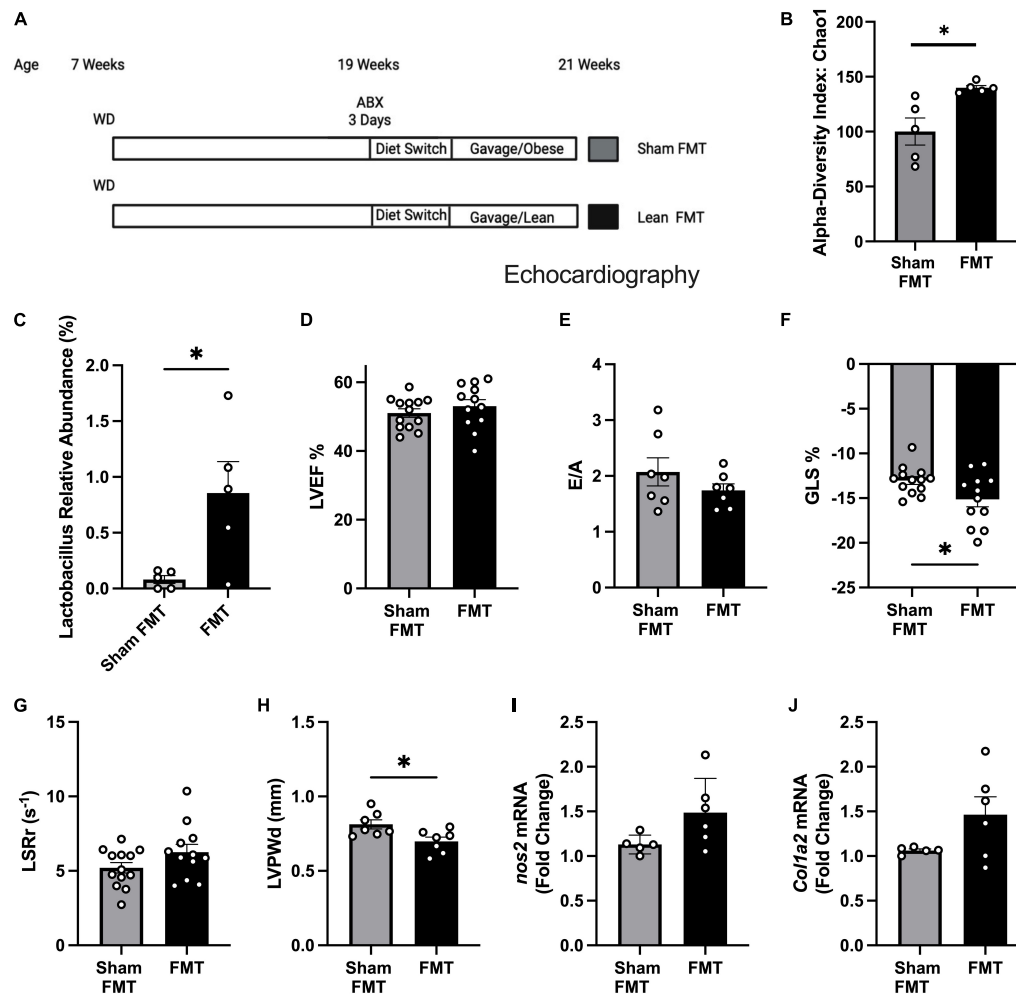 A
Age 7 Weeks 19 Weeks 21 Weeks
ABX
3 Days
WD
Diet Switch Gavage/Obese Sham FMT
WD
Diet Switch Gavage/Lean Lean FMT
Echocardiography
B
Alpha-Diversity Index: Chao1
200
150
100
50
0
*
Sham
FMT
FMT
C
Lactobacillus Relative Abundance (%)
2.0
1.5
1.0
0.5
0.0
*
Sham FMT
FMT
D
LVEF %
60
40
20
0
Sham
FMT
FMT
E
E/A
4
3
2
1
0
Sham
FMT
FMT
F
GLS %
0
-5
-10
-15
-20
-25
*
Sham
FMT
FMT
G
LSRr (s-1)
15
10
5
0
Sham
FMT
FMT
H
LVPWd (mm)
1.5
1.0
0.5
0.0
*
Sham
FMT
FMT
I
nos2 mRNA
(Fold Change)
2.5
2.0
1.5
1.0
0.5
0.0
Sham
FMT
FMT
J
Col1a2 mRNA
(Fold Change)
2.5
2.0
1.5
1.0
0.5
0.0
Sham
FMT
FMT